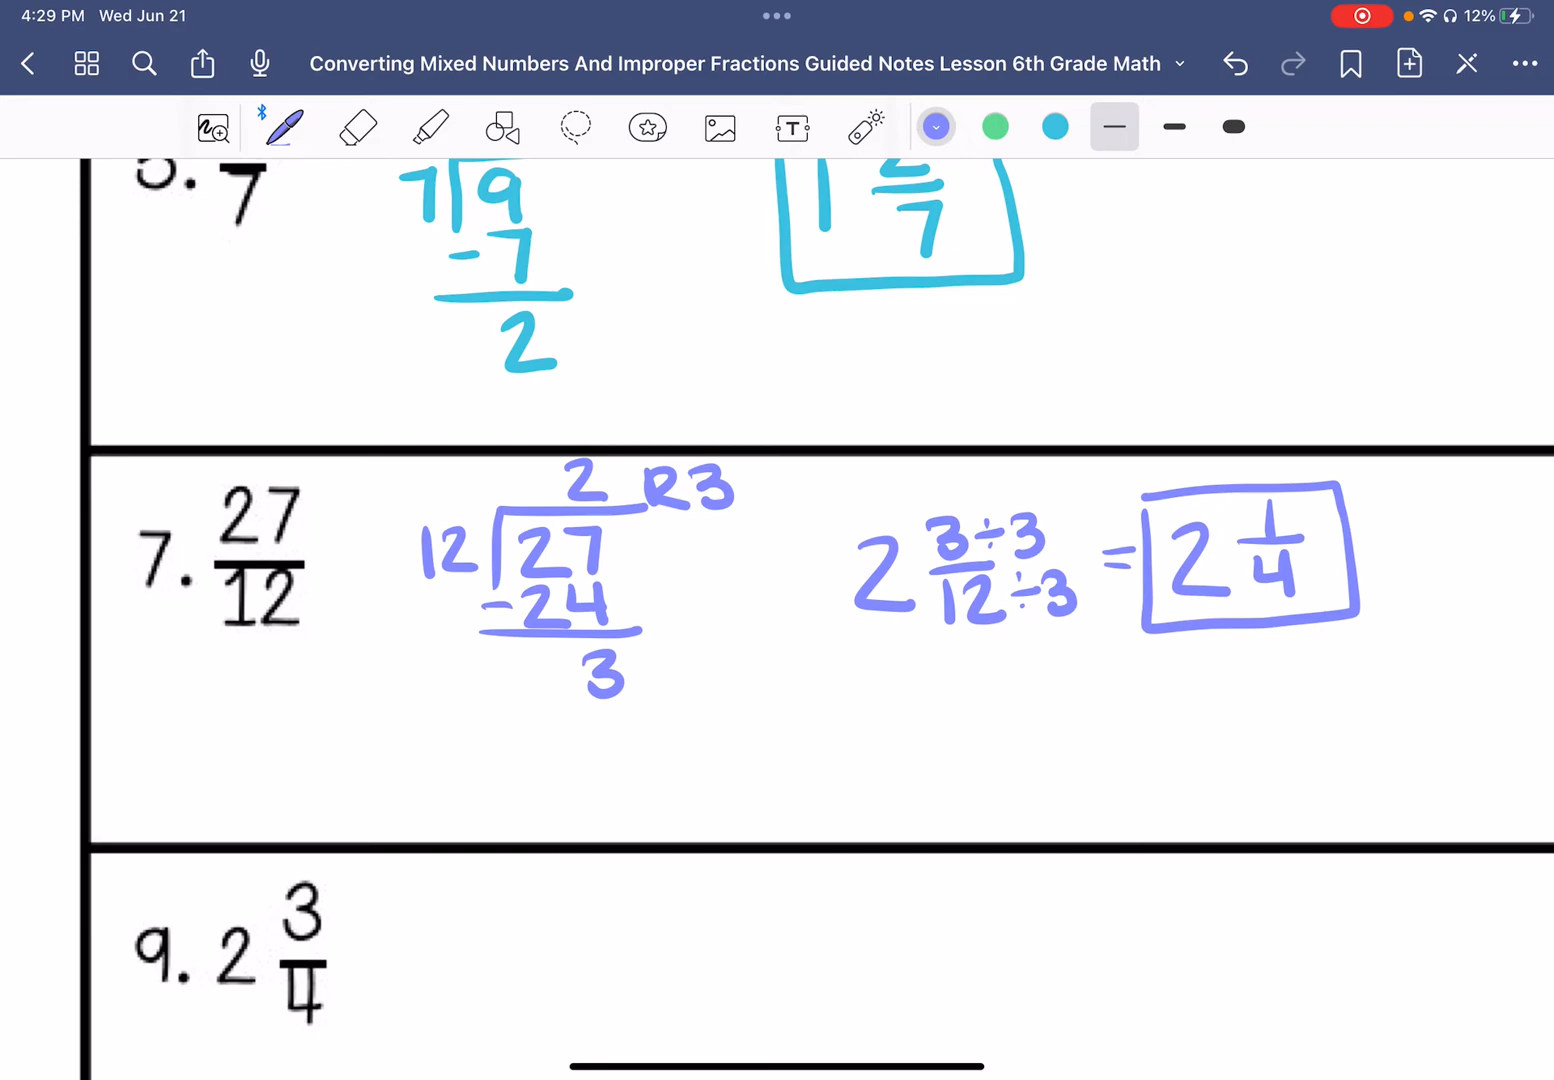 4:29 PM Wed Jun 21
12%
Converting Mixed Numbers And Improper Fractions Guided Notes Lesson 6th Grade Math
T
5. /7
7)9
-7
2
1 2/7
7. 27/12
2 R3
12)27
-24
3
2 3÷3/12÷3 = 2 1/4
9. 2 3/4